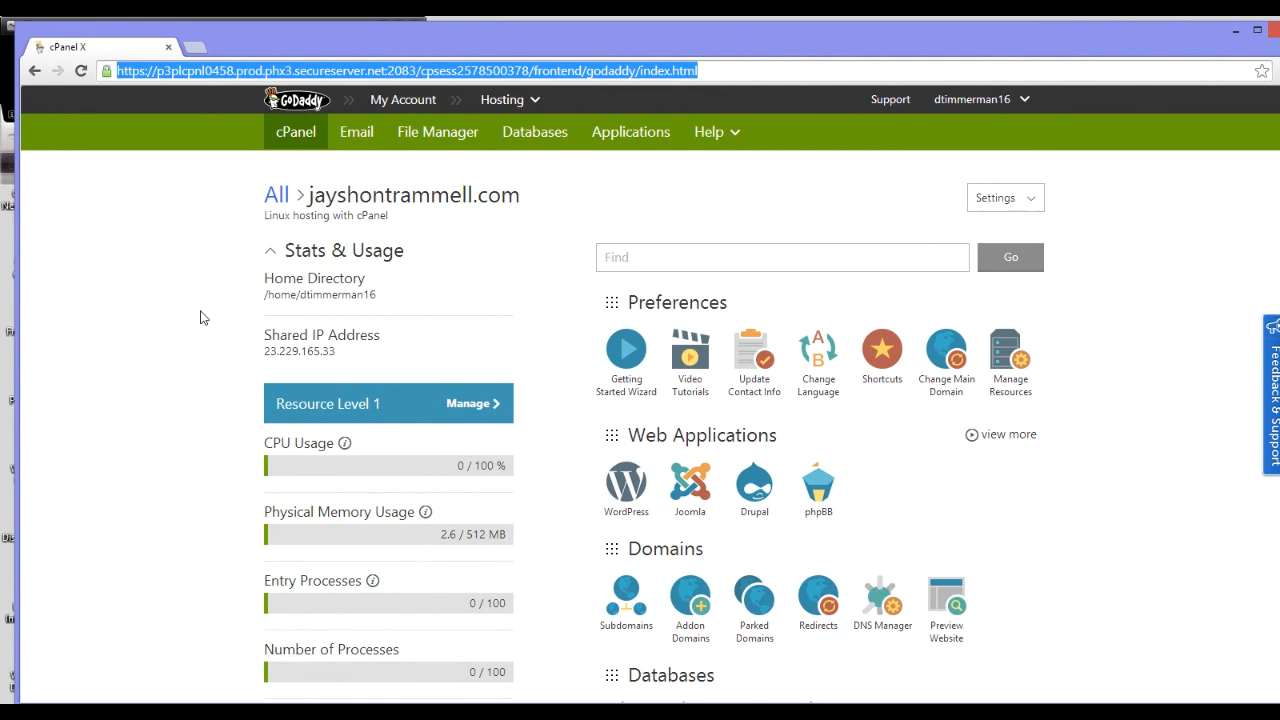 cPanel X
https://p3plcpnl0458.prod.phx3.secureserver.net:2083/cpsess2578500378/frontend/godaddy/index.html
GoDaddy My Account Hosting Support dtimmerman16
cPanel Email File Manager Databases Applications Help
All > jayshontrammell.com Settings
Linux hosting with cPanel
Stats & Usage
Home Directory
/home/dtimmerman16
Shared IP Address
23.229.165.33
Resource Level 1 Manage
CPU Usage
0 / 100 %
Physical Memory Usage
2.6 / 512 MB
Entry Processes
0 / 100
Number of Processes
0 / 100
Find Go
Preferences
Getting Started Wizard
Video Tutorials
Update Contact Info
Change Language
Shortcuts
Change Main Domain
Manage Resources
Web Applications view more
WordPress Joomla Drupal phpBB
Domains
Subdomains
Addon Domains
Parked Domains
Redirects
DNS Manager
Preview Website
Databases
Feedback & Support